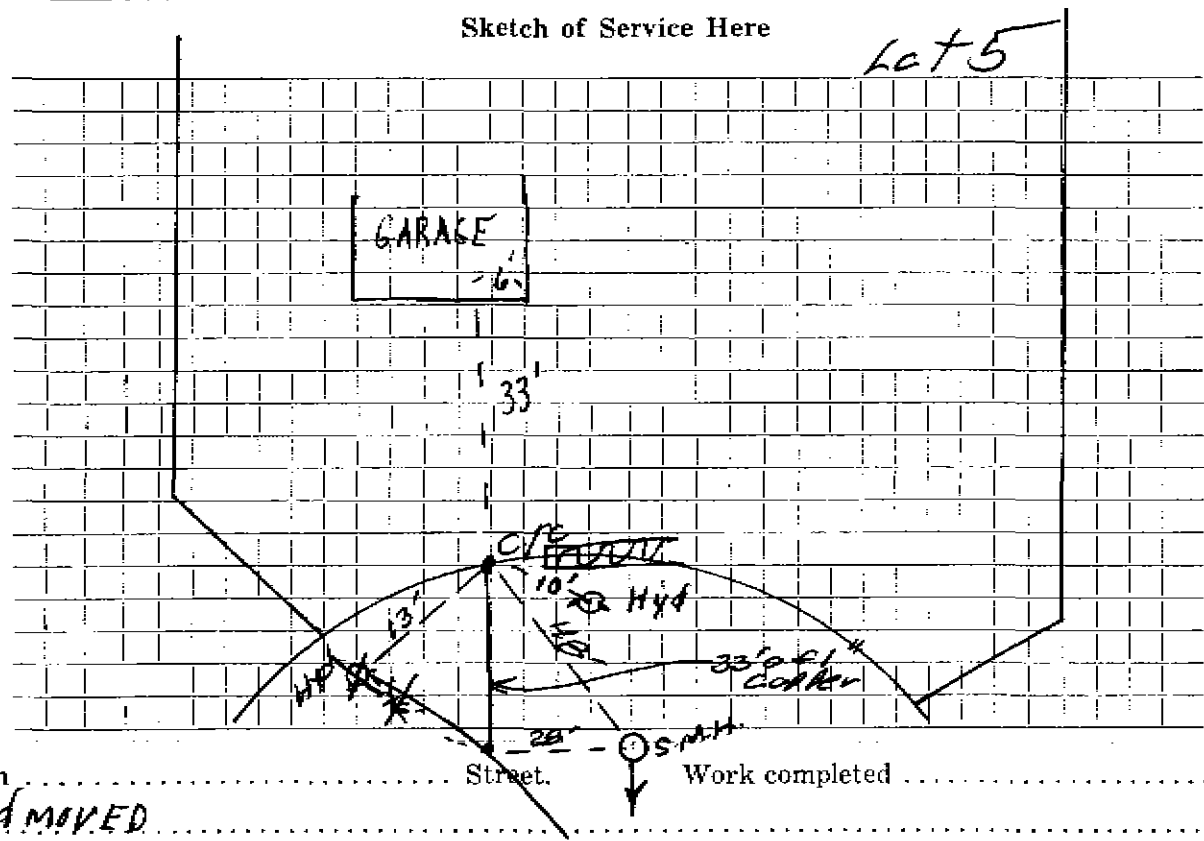 Sketch of Service Here
Lot 5
GARAGE
6'
33'
C/E
10'
Hyd
13'
33' of 1"
Copper
HP
28'
S.M.H.
Street.
Work completed
MOVED